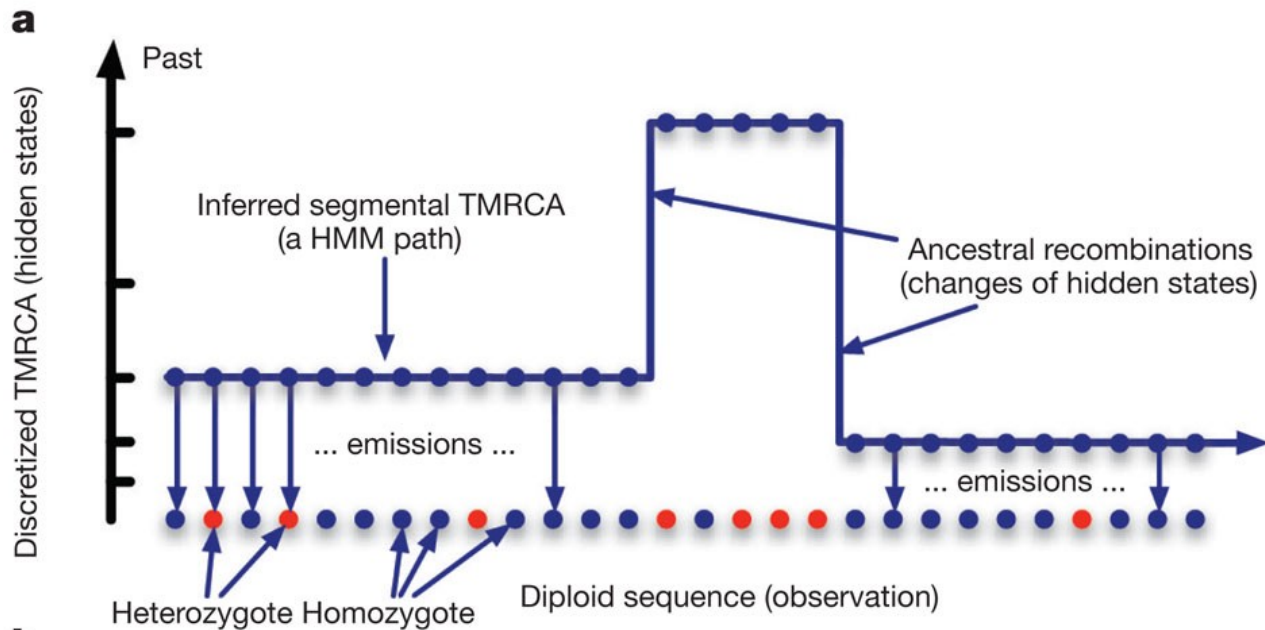 a
Past
Discretized TMRCA (hidden states)
Inferred segmental TMRCA
(a HMM path)
Ancestral recombinations
(changes of hidden states)
... emissions ...
... emissions ...
Heterozygote Homozygote
Diploid sequence (observation)